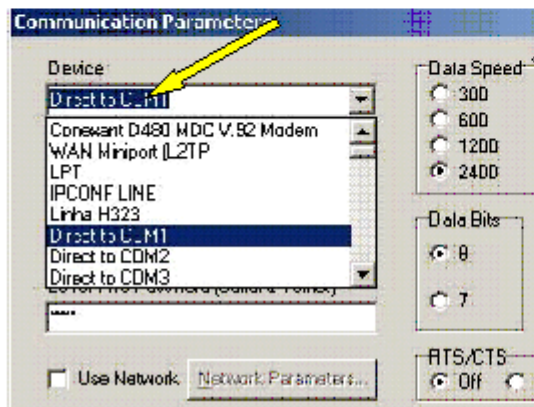 Communication Parameters
Device
Direct to COM1
Conexant D480 MDC V.92 Modem
WAN Miniport (L2TP
LPT
IPCONF LINE
Linha H323
Direct to COM1
Direct to COM2
Direct to COM3
Use Network
Network Parameters...
Data Speed
300
600
1200
2400
Data Bits
8
7
RTS/CTS
Off